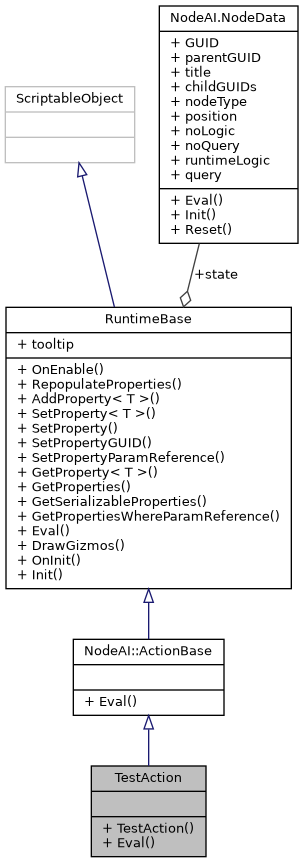 NodeAI.NodeData
+ GUID
+ parentGUID
+ title
+ childGUIDs
+ nodeType
+ position
+ noLogic
+ noQuery
+ runtimeLogic
+ query
+ Eval()
+ Init()
+ Reset()
ScriptableObject
+state
RuntimeBase
+ tooltip
+ OnEnable()
+ RepopulateProperties()
+ AddProperty< T >()
+ SetProperty< T >()
+ SetProperty()
+ SetPropertyGUID()
+ SetPropertyParamReference()
+ GetProperty< T >()
+ GetProperties()
+ GetSerializableProperties()
+ GetPropertiesWhereParamReference()
+ Eval()
+ DrawGizmos()
+ OnInit()
+ Init()
NodeAI::ActionBase
+ Eval()
TestAction
+ TestAction()
+ Eval()